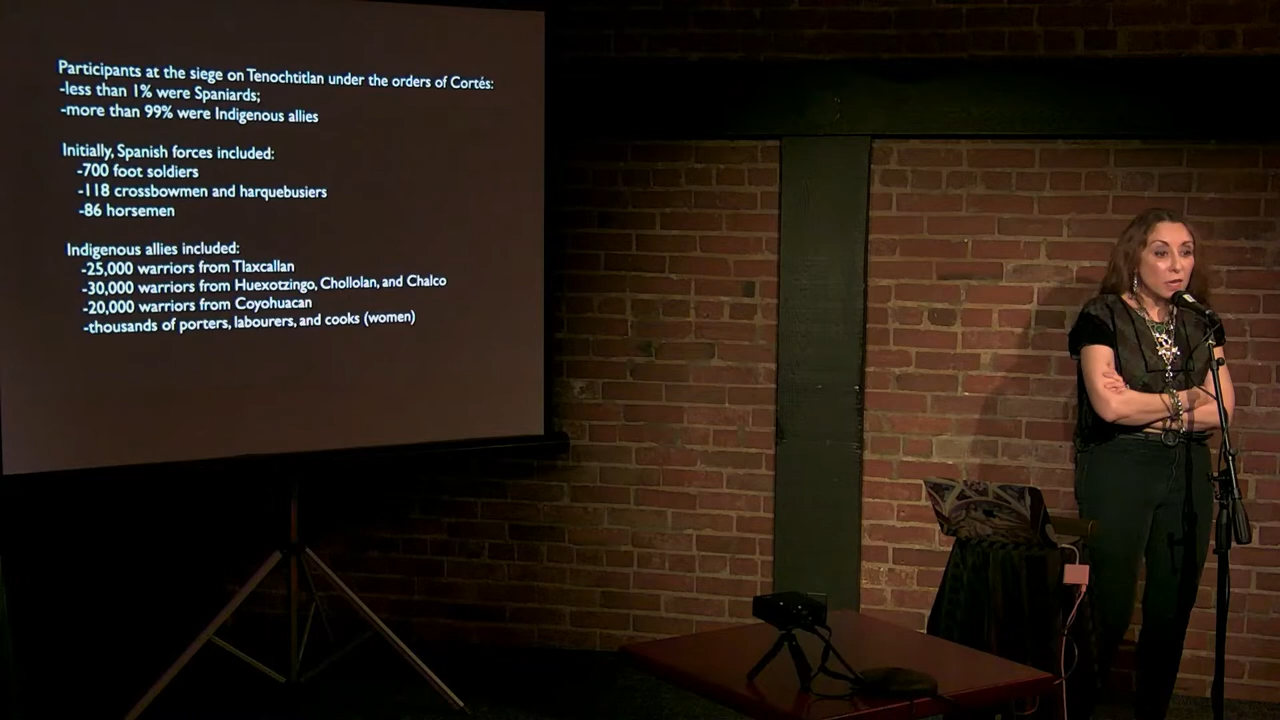 Participants at the siege on Tenochtitlan under the orders of Cortés:
-less than 1% were Spaniards;
-more than 99% were Indigenous allies
Initially, Spanish forces included:
-700 foot soldiers
-118 crossbowmen and harquebusiers
-86 horsemen
Indigenous allies included:
-25,000 warriors from Tlaxcallan
-30,000 warriors from Huexotzingo, Chollolan, and Chalco
-20,000 warriors from Coyohuacan
-thousands of porters, labourers, and cooks (women)